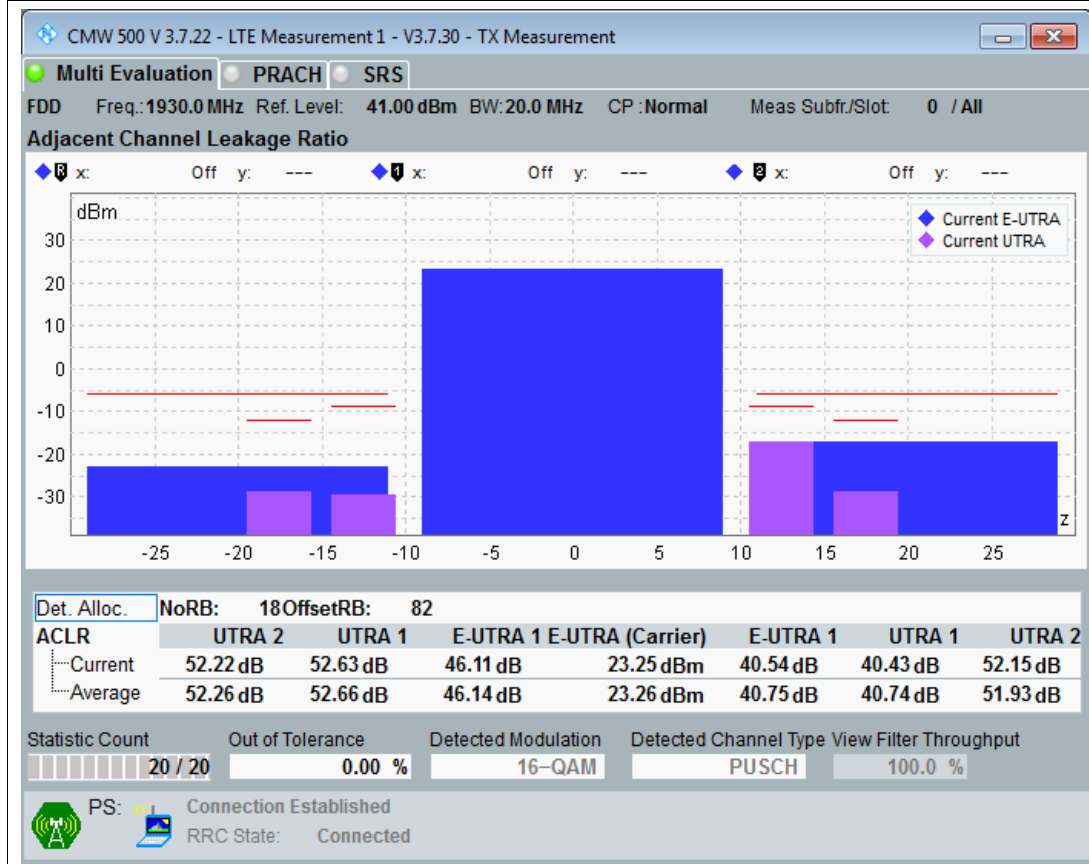 CMW 500 V 3.7.22 - LTE Measurement 1 - V3.7.30 - TX Measurement
Multi Evaluation PRACH SRS
FDD Freq.: 1930.0 MHz Ref. Level: 41.00 dBm BW: 20.0 MHz CP : Normal Meas Subfr./Slot: 0 / All
Adjacent Channel Leakage Ratio
R x: Off y: --- 1 x: Off y: --- 2 x: Off y: ---
dBm
Current E-UTRA
Current UTRA
30
20
10
0
-10
-20
-30
z
-25 -20 -15 -10 -5 0 5 10 15 20 25
Det. Alloc. NoRB: 18 OffsetRB: 82
ACLR UTRA 2 UTRA 1 E-UTRA 1 E-UTRA (Carrier) E-UTRA 1 UTRA 1 UTRA 2
Current 52.22 dB 52.63 dB 46.11 dB 23.25 dBm 40.54 dB 40.43 dB 52.15 dB
Average 52.26 dB 52.66 dB 46.14 dB 23.26 dBm 40.75 dB 40.74 dB 51.93 dB
Statistic Count Out of Tolerance Detected Modulation Detected Channel Type View Filter Throughput
20 / 20 0.00 % 16-QAM PUSCH 100.0 %
PS: Connection Established
RRC State: Connected